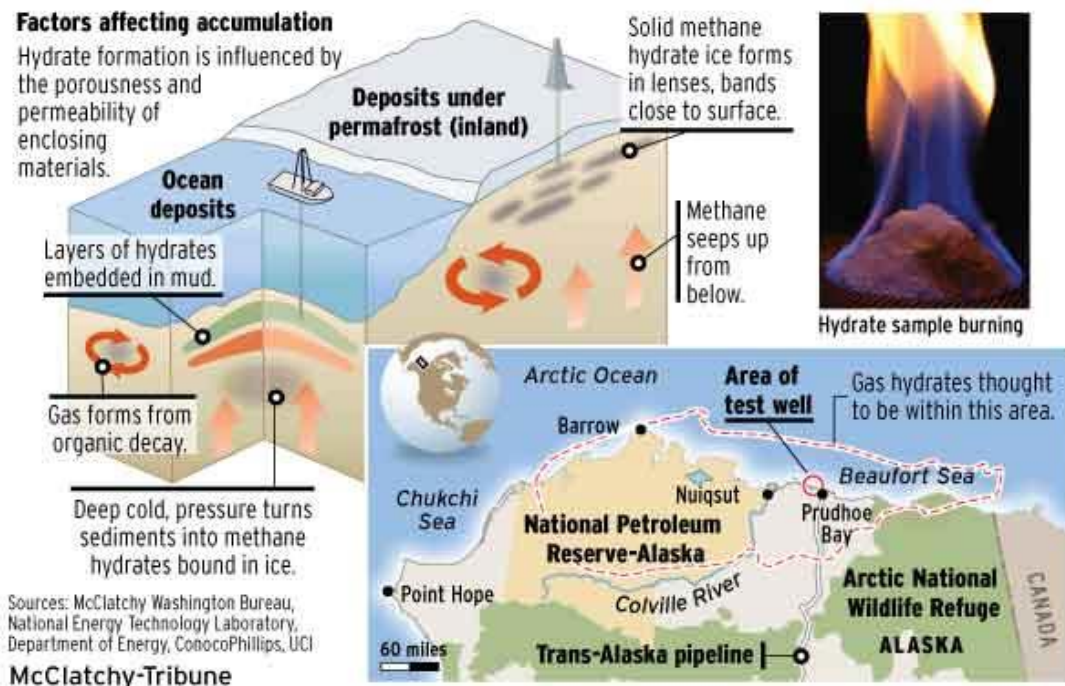 Factors affecting accumulation
Hydrate formation is influenced by
the porousness and
permeability of
enclosing
materials.
Deposits under
permafrost (inland)
Solid methane
hydrate ice forms
in lenses, bands
close to surface.
Ocean
deposits
Layers of hydrates
embedded in mud.
Methane
seeps up
from
below.
Gas forms from
organic decay.
Deep cold, pressure turns
sediments into methane
hydrates bound in ice.
Hydrate sample burning
Arctic Ocean
Area of
test well
Gas hydrates thought
to be within this area.
Barrow
Beaufort Sea
Chukchi
Sea
Nuiqsut
Prudhoe
Bay
National Petroleum
Reserve-Alaska
Point Hope
Colville River
Arctic National
Wildlife Refuge
ALASKA
CANADA
60 miles
Trans-Alaska pipeline
Sources: McClatchy Washington Bureau,
National Energy Technology Laboratory,
Department of Energy, ConocoPhillips, UCI
McClatchy-Tribune